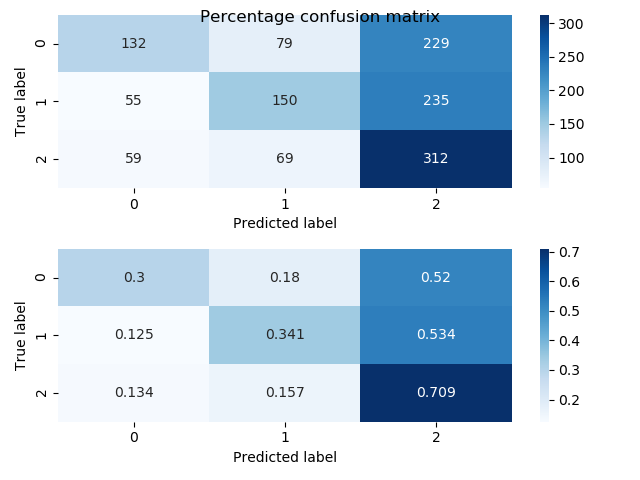 Percentage confusion matrix
0 132 79 229
1 55 150 235
2 59 69 312
0 1 2
Predicted label
True label
300
250
200
150
100
0 0.3 0.18 0.52
1 0.125 0.341 0.534
2 0.134 0.157 0.709
0 1 2
Predicted label
True label
0.7
0.6
0.5
0.4
0.3
0.2